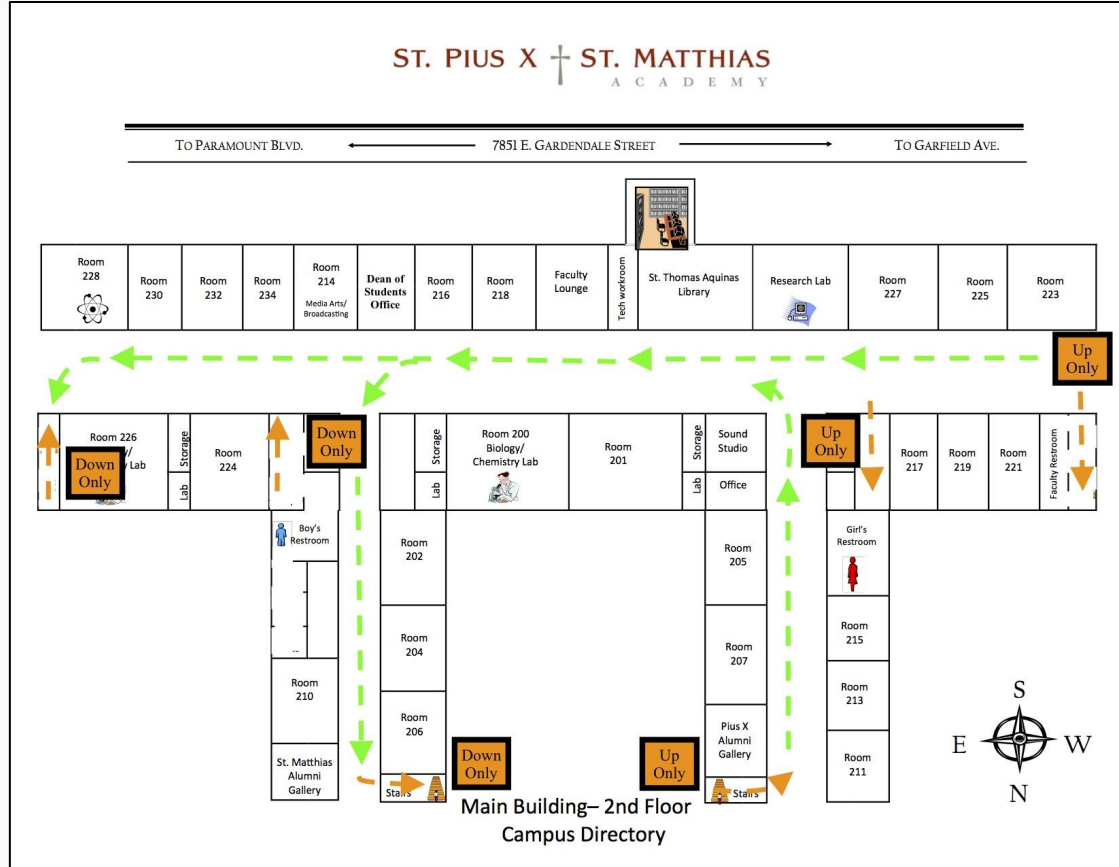 ST. PIUS X ST. MATTHIAS
ACADEMY
TO PARAMOUNT BLVD. 7851 E. GARDENDALE STREET TO GARFIELD AVE.
Room
228
Room
230
Room
232
Room
234
Room
214
Media Arts/
Broadcasting
Dean of
Students
Office
Room
216
Room
218
Faculty
Lounge
Tech workroom
St. Thomas Aquinas
Library
Research Lab
Room
227
Room
225
Room
223
Up
Only
Room 226
Lab
Down
Only
Storage
Lab
Room
224
Down
Only
Storage
Lab
Room 200
Biology/
Chemistry Lab
Room
201
Storage
Lab
Sound
Studio
Office
Up
Only
Room
217
Room
219
Room
221
Faculty Restroom
Boy's
Restroom
Room
202
Room
205
Girl's
Restroom
Room
204
Room
207
Room
215
Room
210
Room
206
Pius X
Alumni
Gallery
Room
213
St. Matthias
Alumni
Gallery
Down
Only
Up
Only
Room
211
Stairs
Stairs
S
E W
N
Main Building– 2nd Floor
Campus Directory